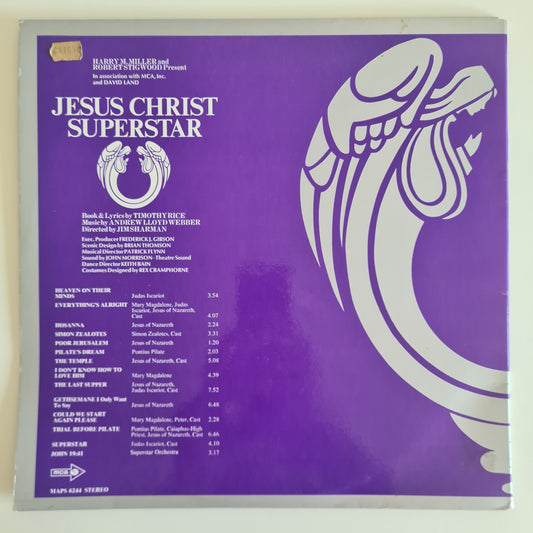 HARRY M. MILLER and
ROBERT STIGWOOD Present
In association with MCA, Inc.
and DAVID LAND
JESUS CHRIST
SUPERSTAR
Book & Lyrics by TIMOTHY RICE
Music by ANDREW LLOYD WEBBER
Directed by JIM SHARMAN
Exec. Producer FREDERICK J. GIBSON
Scenic Design by BRIAN THOMSON
Musical Director PATRICK FLYNN
Sound by JOHN MORRISON - Theatre Sound
Dance Director KEITH BAIN
Costumes Designed by REX CRAMPHORNE
HEAVEN ON THEIR
MINDS Judas Iscariot 3.54
EVERYTHING'S ALRIGHT Mary Magdalene, Judas
Iscariot, Jesus of Nazareth,
Cast 4.07
HOSANNA Jesus of Nazareth 2.24
SIMON ZEALOTES Simon Zealotes, Cast 3.31
POOR JERUSALEM Jesus of Nazareth 1.20
PILATE'S DREAM Pontius Pilate 2.03
THE TEMPLE Jesus of Nazareth, Cast 5.08
I DON'T KNOW HOW TO
LOVE HIM Mary Magdalene 4.39
THE LAST SUPPER Jesus of Nazareth,
Judas Iscariot, Cast 7.52
GETHSEMANE I Only Want
To Say Jesus of Nazareth 6.48
COULD WE START
AGAIN PLEASE Mary Magdalene, Peter, Cast 2.28
TRIAL BEFORE PILATE Pontius Pilate, Caiaphas-High
Priest, Jesus of Nazareth, Cast 6.46
SUPERSTAR Judas Iscariot, Cast 4.10
JOHN 19:41 Superstar Orchestra 3.17
mca
MAPS 6244 STEREO